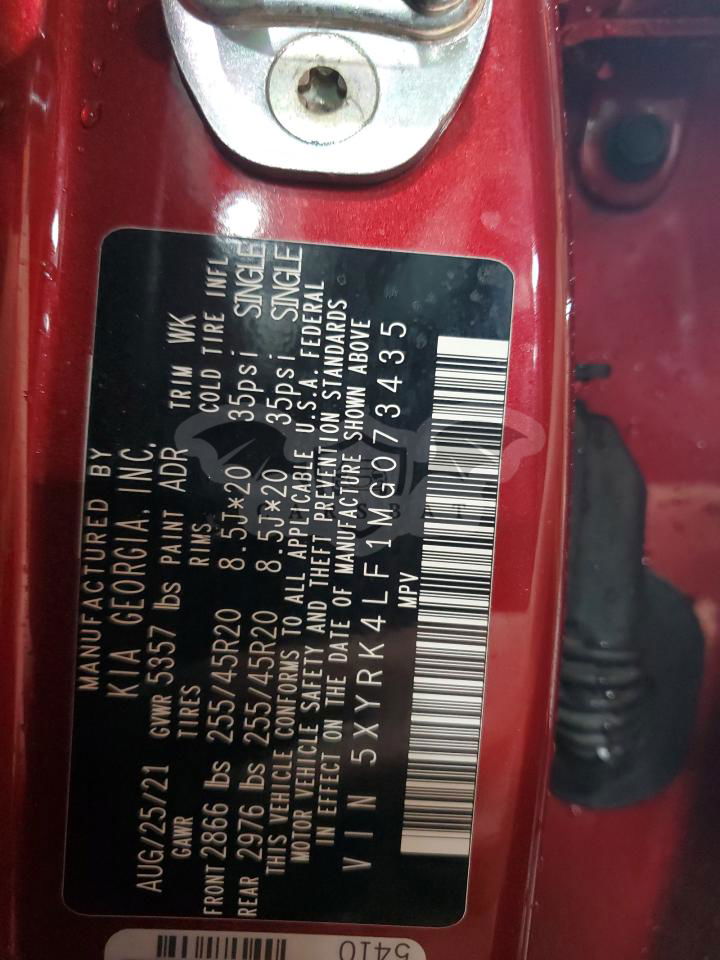 MANUFACTURED BY
KIA GEORGIA, INC.
AUG/25/21 GVWR 5357 lbs PAINT ADR TRIM WK
GAWR TIRES RIMS COLD TIRE INFL
FRONT 2866 lbs 255/45R20 8.5J*20 35psi SINGLE
REAR 2976 lbs 255/45R20 8.5J*20 35psi SINGLE
THIS VEHICLE CONFORMS TO ALL APPLICABLE U.S.A. FEDERAL
MOTOR VEHICLE SAFETY AND THEFT PREVENTION STANDARDS
IN EFFECT ON THE DATE OF MANUFACTURE SHOWN ABOVE
VIN 5XYRK4LF1MG073435
MPV
5410